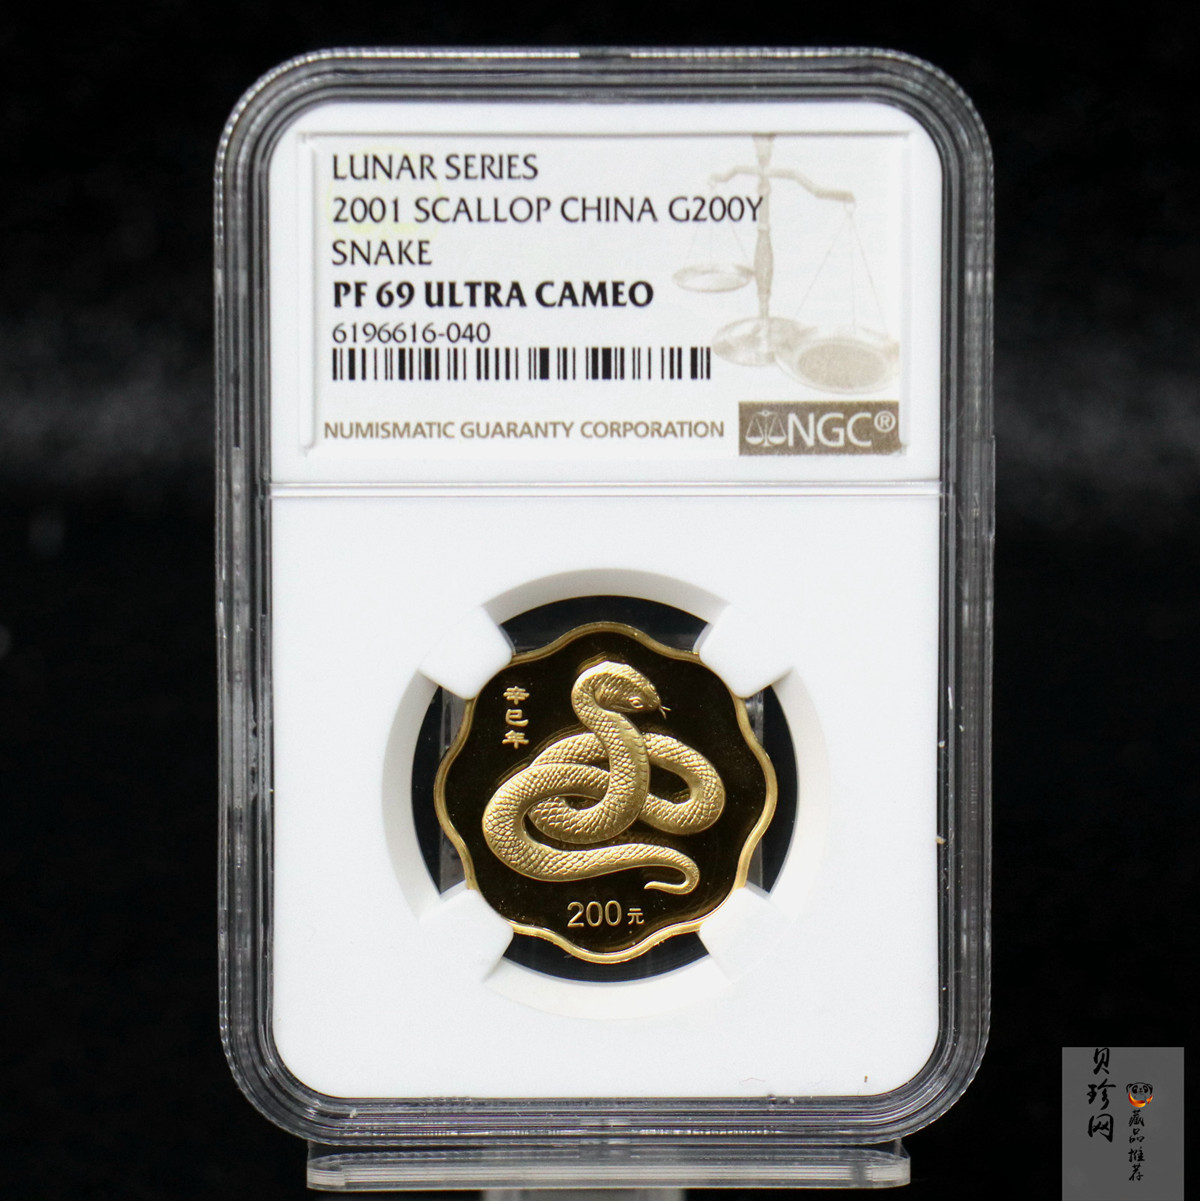 LUNAR SERIES
2001 SCALLOP CHINA G200Y
SNAKE
PF 69 ULTRA CAMEO
6196616-040
NUMISMATIC GUARANTY CORPORATION
NGC®
辛巳年
200元
贝珍网
藏品推荐